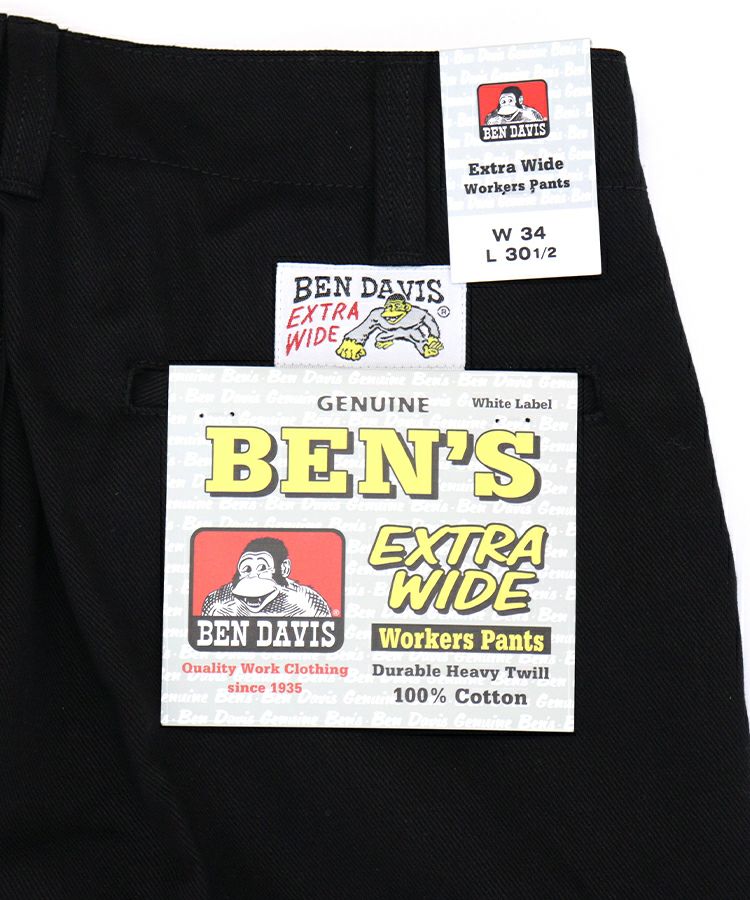 BEN DAVIS
Extra Wide
Workers Pants
W 34
L 30 1/2
BEN DAVIS
EXTRA
WIDE
®
GENUINE
White Label
BEN'S
EXTRA
WIDE
BEN DAVIS
®
Workers Pants
Quality Work Clothing
since 1935
Durable Heavy Twill
100% Cotton